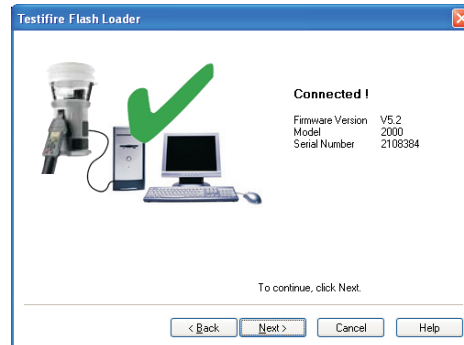 Testifire Flash Loader
Connected !
Firmware Version V5.2
Model 2000
Serial Number 2108384
To continue, click Next.
< Back Next > Cancel Help